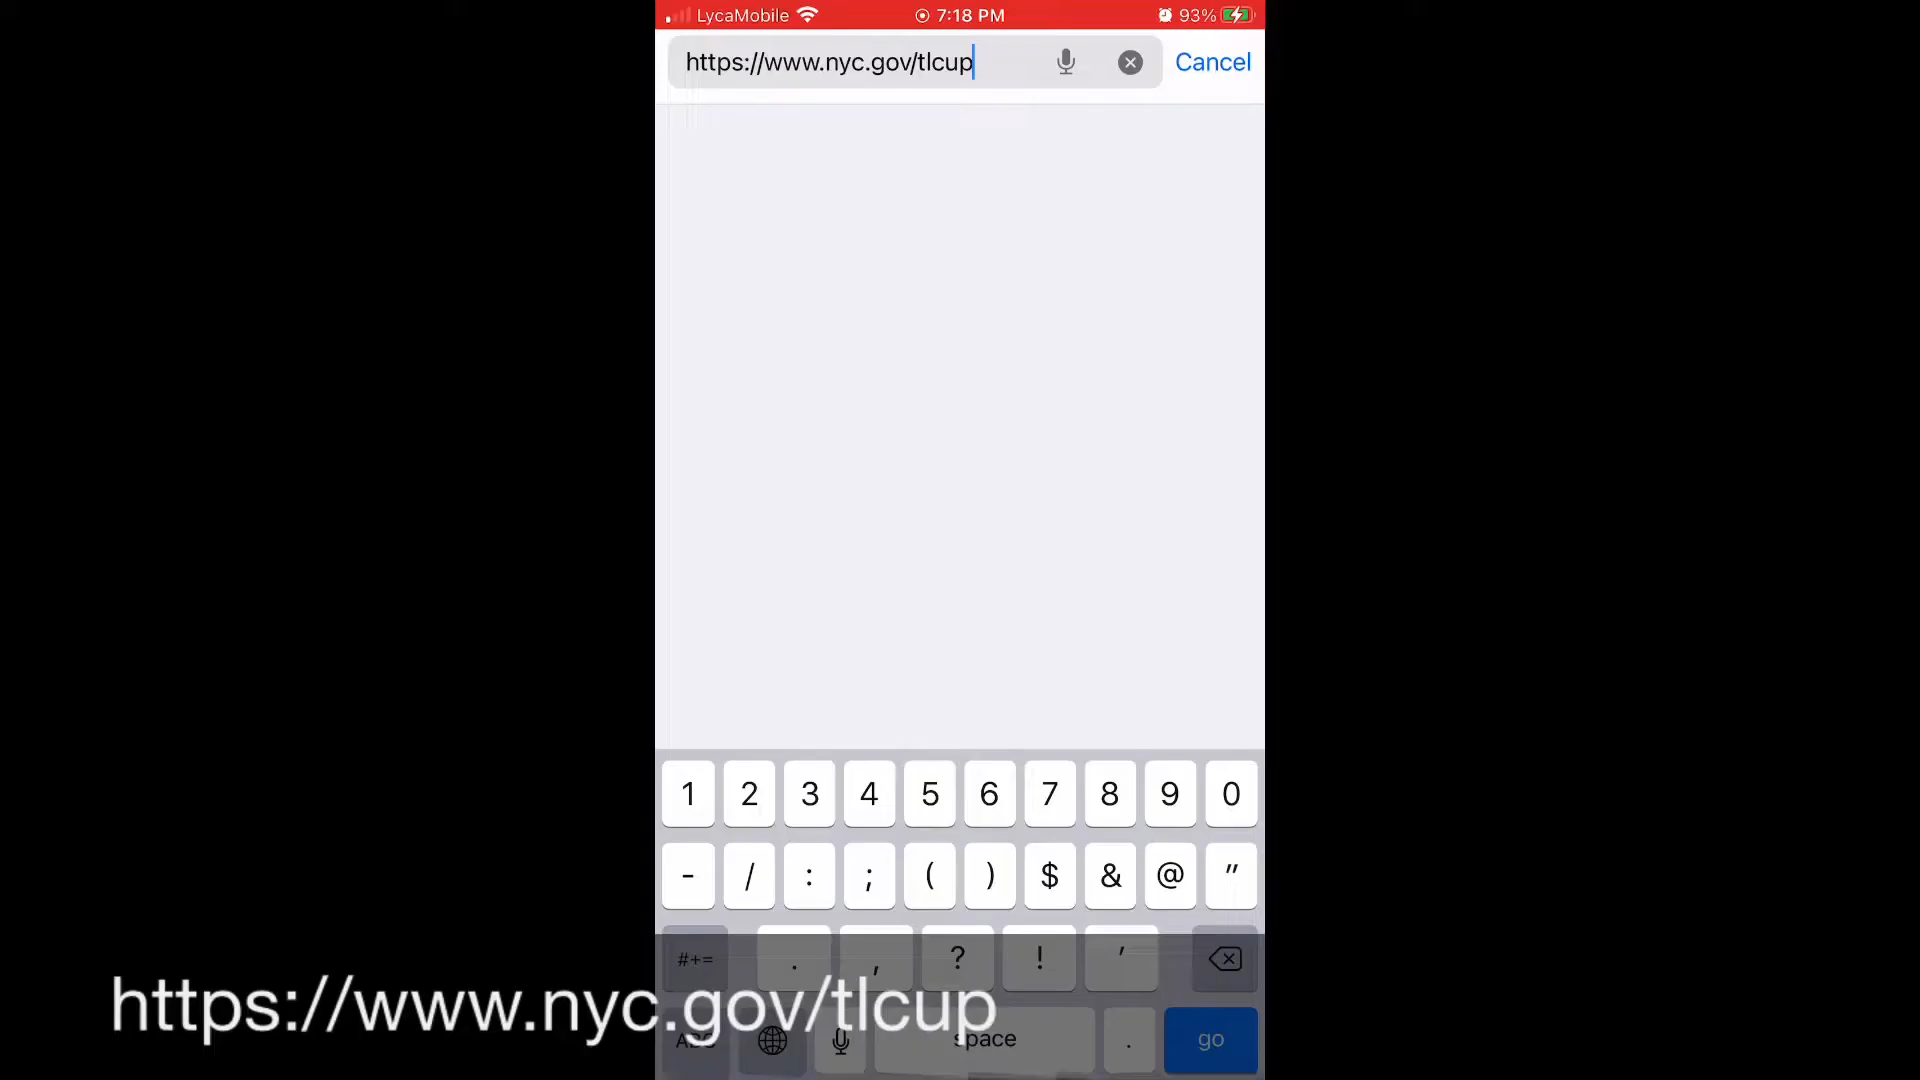 LycaMobile 7:18 PM 93%
https://www.nyc.gov/tlcup Cancel
1 2 3 4 5 6 7 8 9 0
- / : ; ( ) $ & @ "
#+= . , ? ! '
https://www.nyc.gov/tlcup
ABC space . go